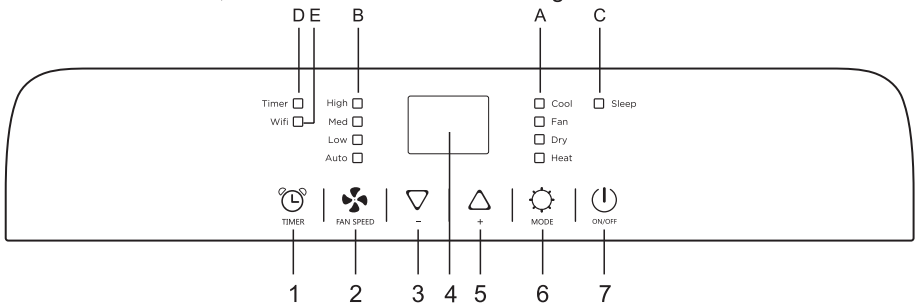 D E B A C
Timer High Cool Sleep
Wifi Med Fan
Low Dry
Auto Heat
TIMER FAN SPEED - + MODE ON/OFF
1 2 3 4 5 6 7